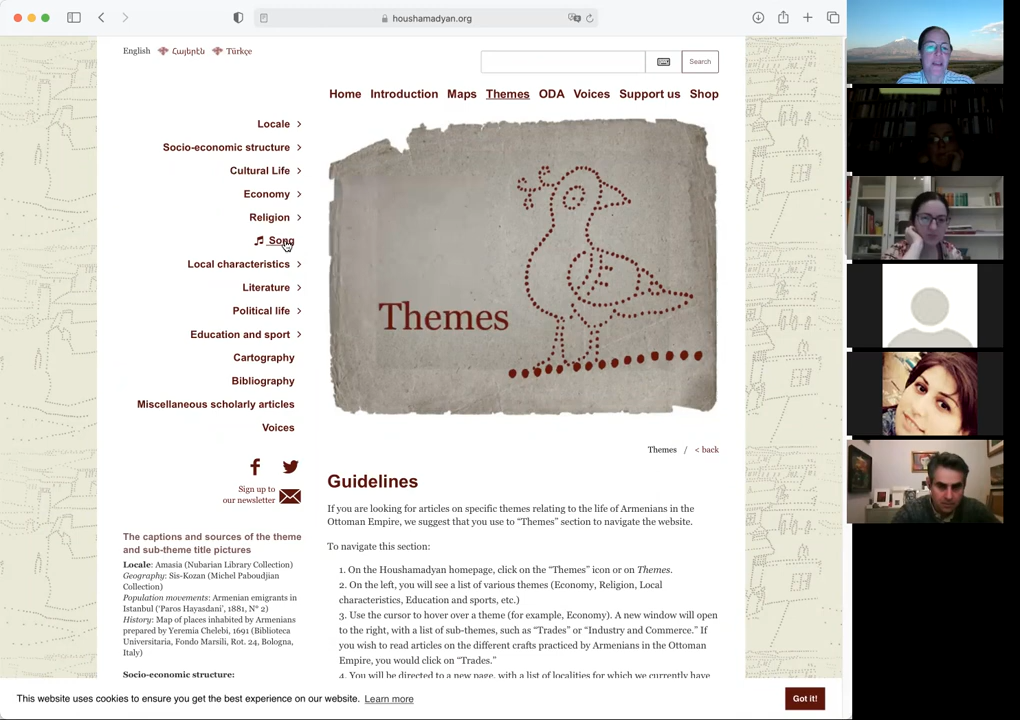 houshamadyan.org
English Հայերէն Türkçe
Search
Home Introduction Maps Themes ODA Voices Support us Shop
Locale
Socio-economic structure
Cultural Life
Economy
Religion
Song
Local characteristics
Literature
Political life
Education and sport
Cartography
Bibliography
Miscellaneous scholarly articles
Voices
Sign up to
our newsletter
The captions and sources of the theme
and sub-theme title pictures
Locale: Amasia (Nubarian Library Collection)
Geography: Sis-Kozan (Michel Paboudjian
Collection)
Population movements: Armenian emigrants in
Istanbul ('Paros Hayasdani', 1881, N° 2)
History: Map of places inhabited by Armenians
prepared by Yeremia Chelebi, 1691 (Biblioteca
Universitaria, Fondo Marsili, Rot. 24, Bologna,
Italy)
Socio-economic structure:
Themes
Themes / < back
Guidelines
If you are looking for articles on specific themes relating to the life of Armenians in the
Ottoman Empire, we suggest that you use to “Themes” section to navigate the website.
To navigate this section:
1. On the Houshamadyan homepage, click on the “Themes” icon or on Themes.
2. On the left, you will see a list of various themes (Economy, Religion, Local
characteristics, Education and sports, etc.)
3. Use the cursor to hover over a theme (for example, Economy). A new window will open
to the right, with a list of sub-themes, such as “Trades” or “Industry and Commerce.” If
you wish to read articles on the different crafts practiced by Armenians in the Ottoman
Empire, you would click on “Trades.”
4. You will be directed to a new page, with a list of localities for which we currently have
This website uses cookies to ensure you get the best experience on our website. Learn more
Got it!